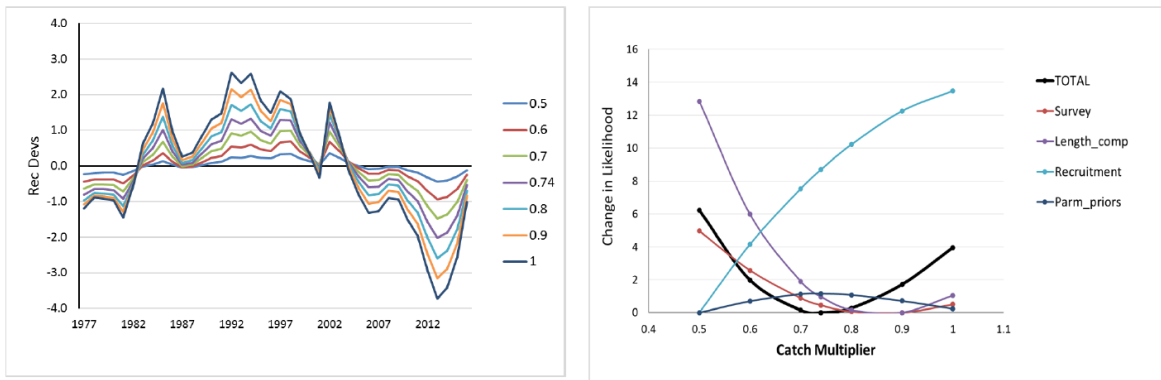 4.0
3.0
2.0
1.0
0.0
-1.0
-2.0
-3.0
-4.0
Rec Devs
1977 1982 1987 1992 1997 2002 2007 2012
0.5
0.6
0.7
0.74
0.8
0.9
1
16
14
12
10
8
6
4
2
0
Change in Likelihood
0.4 0.5 0.6 0.7 0.8 0.9 1 1.1
Catch Multiplier
TOTAL
Survey
Length_comp
Recruitment
Parm_priors